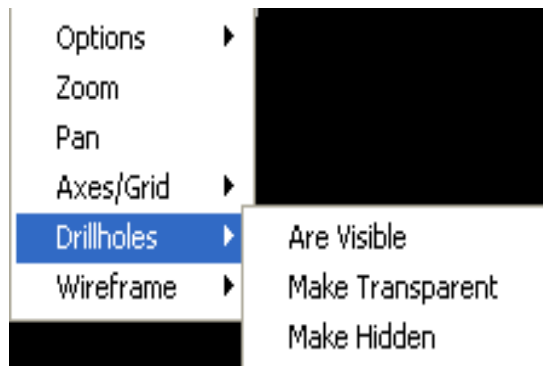 Options
Zoom
Pan
Axes/Grid
Drillholes
Wireframe
Are Visible
Make Transparent
Make Hidden